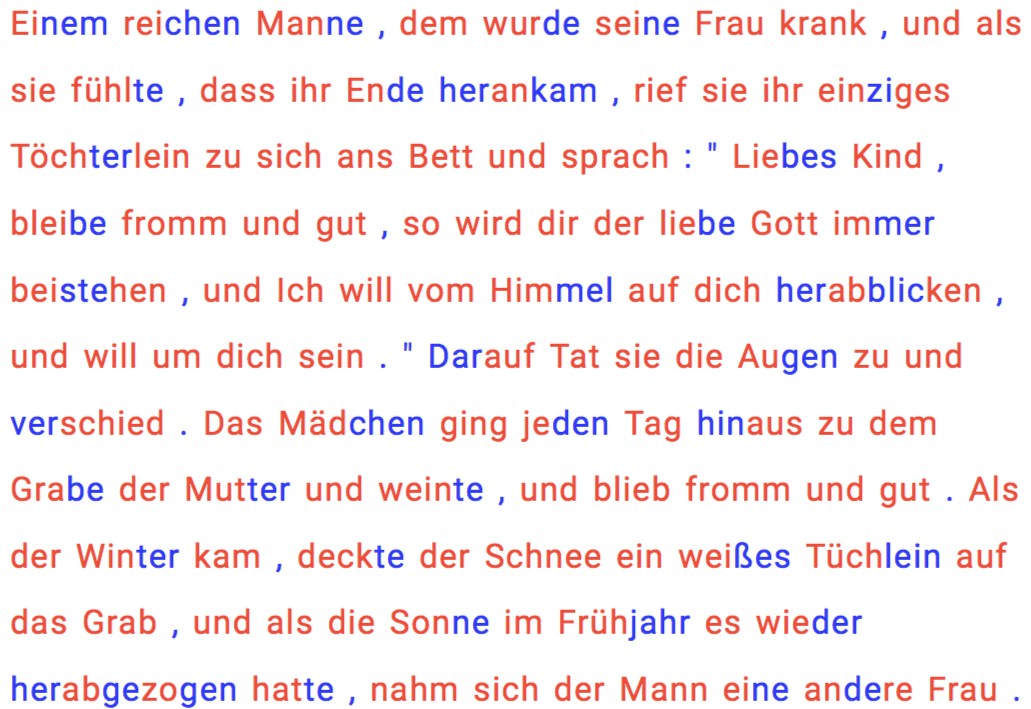 Einem reichen Manne , dem wurde seine Frau krank , und als
sie fühlte , dass ihr Ende herankam , rief sie ihr einziges
Töchterlein zu sich ans Bett und sprach : " Liebes Kind ,
bleibe fromm und gut , so wird dir der liebe Gott immer
beistehen , und Ich will vom Himmel auf dich herabblicken ,
und will um dich sein . " Darauf Tat sie die Augen zu und
verschied . Das Mädchen ging jeden Tag hinaus zu dem
Grabe der Mutter und weinte , und blieb fromm und gut . Als
der Winter kam , deckte der Schnee ein weißes Tüchlein auf
das Grab , und als die Sonne im Frühjahr es wieder
herabgezogen hatte , nahm sich der Mann eine andere Frau .